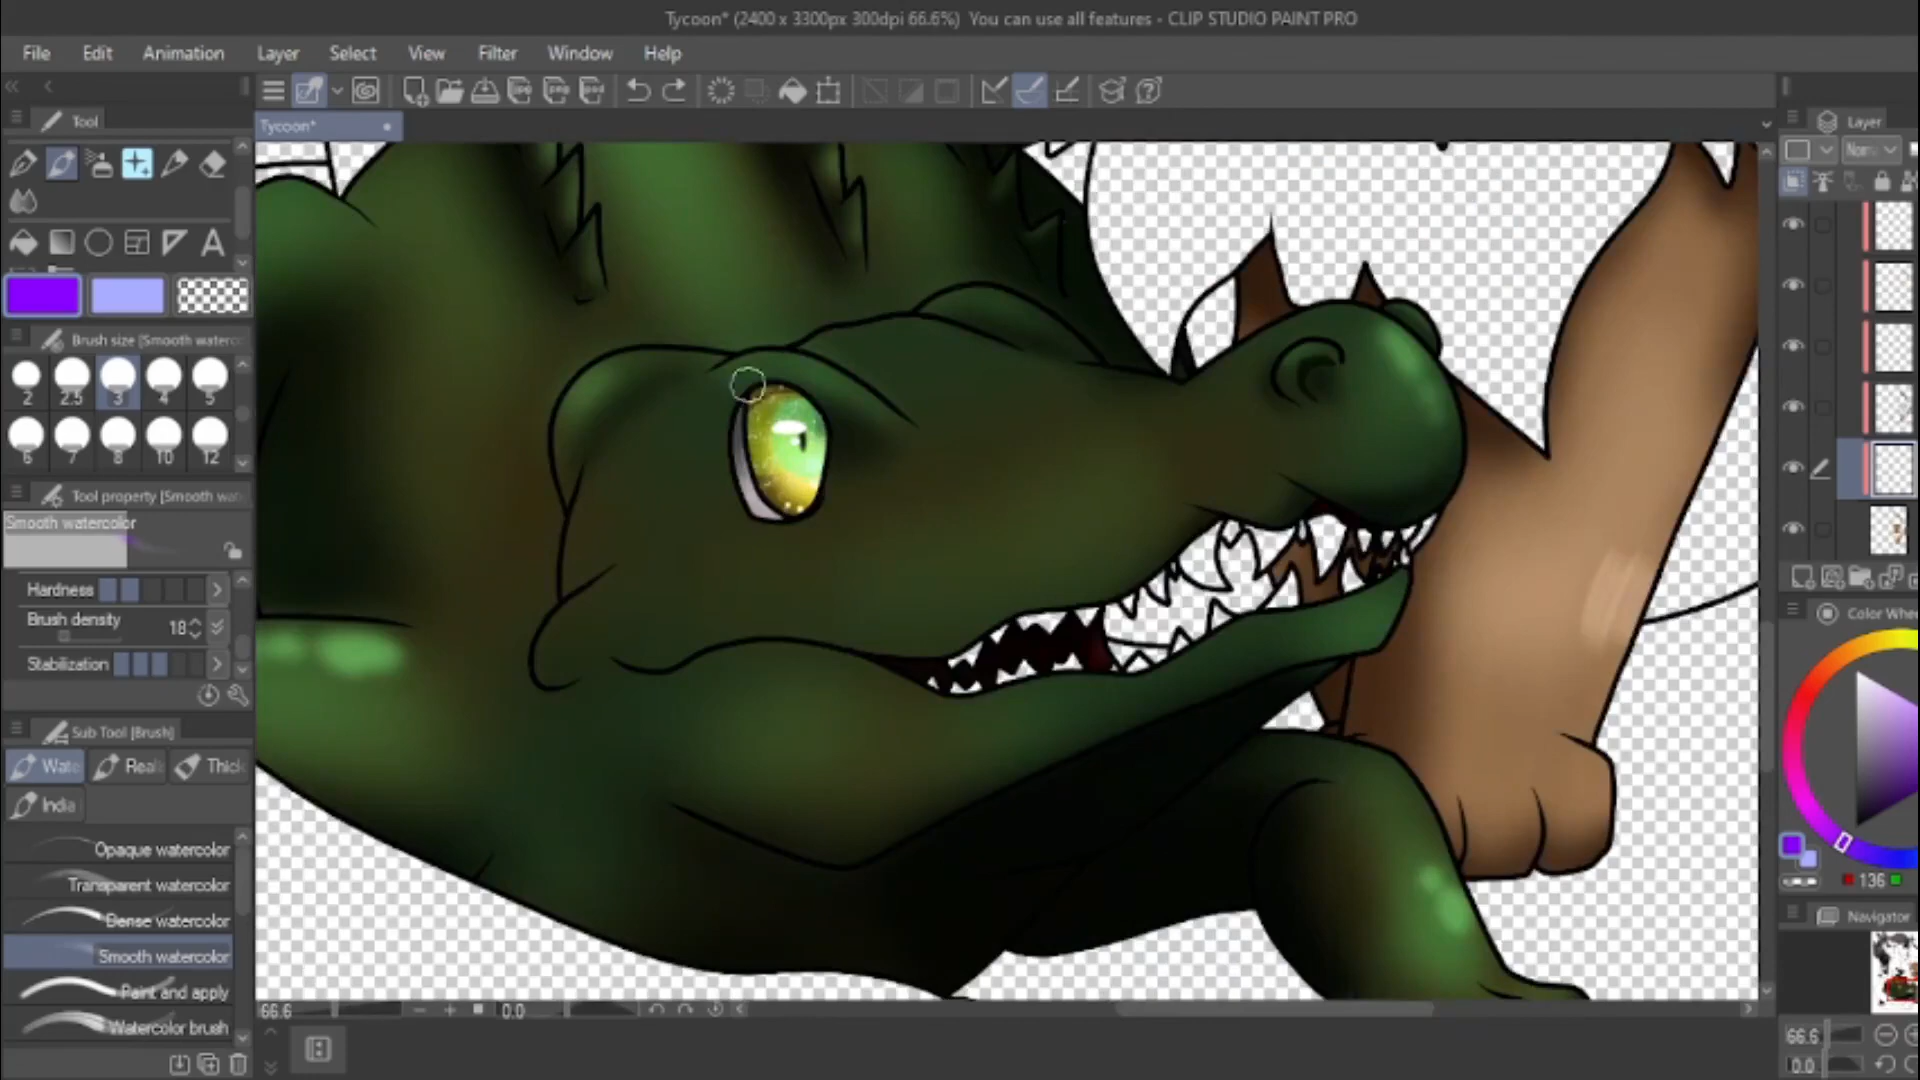 Tycoon* (2400 x 3300px 300dpi 66.6%) You can use all features - CLIP STUDIO PAINT PRO
File Edit Animation Layer Select View Filter Window Help
Tool
Tycoon*
Layer
Norm
A
Brush size [Smooth waterco
2 2.5 3 4 5
6 7 8 10 12
Tool property [Smooth wat
Smooth watercolor
Hardness
Brush density 18
Stabilization
Color Whe
Sub Tool [Brush]
Wate Real Thick
India
Opaque watercolor
Transparent watercolor
Dense watercolor
Smooth watercolor
Paint and apply
Watercolor brush
136
Navigator
66.6 0.0
66.6
0.0